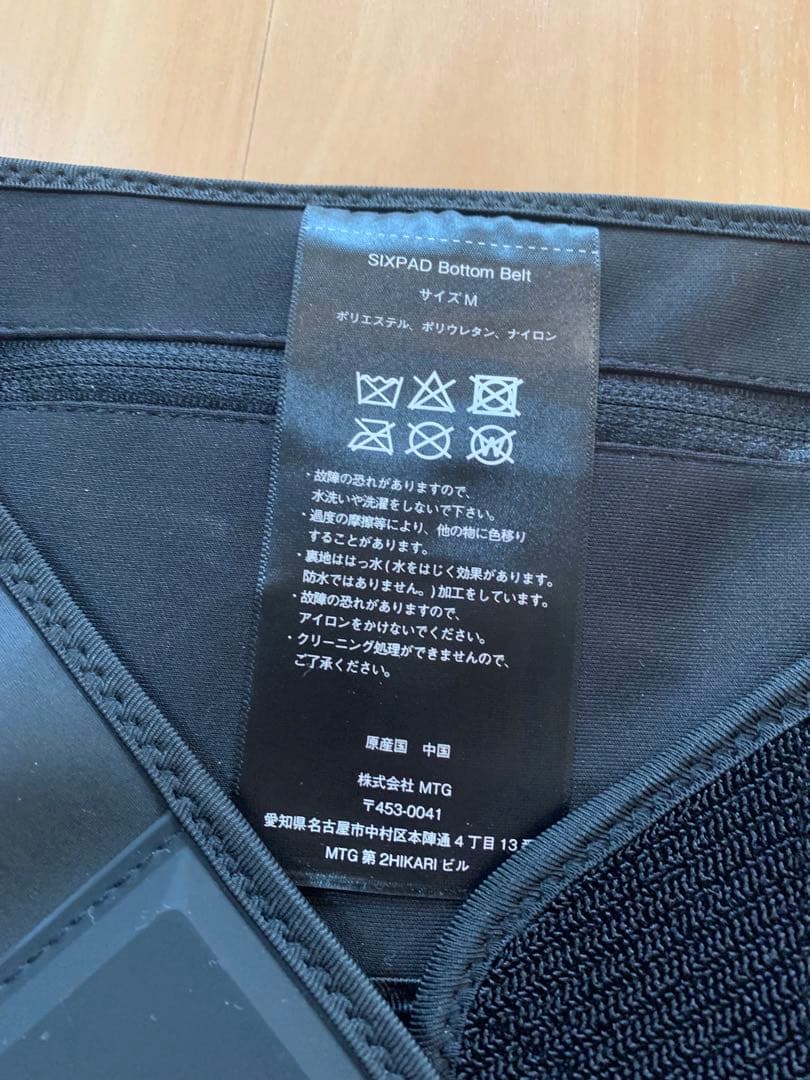 SIXPAD Bottom Belt
サイズ M
ポリエステル、ポリウレタン、ナイロン
W
・故障の恐れがありますので、
水洗いや洗濯をしないで下さい。
・過度の摩擦等により、他の物に色移り
することがあります。
・裏地ははっ水(水をはじく効果があります。
防水ではありません。)加工をしています。
・故障の恐れがありますので、
アイロンをかけないでください。
・クリーニング処理ができませんので、
ご了承ください。
原産国 中国
株式会社 MTG
〒453-0041
愛知県名古屋市中村区本陣通4丁目13番
MTG 第2HIKARI ビル